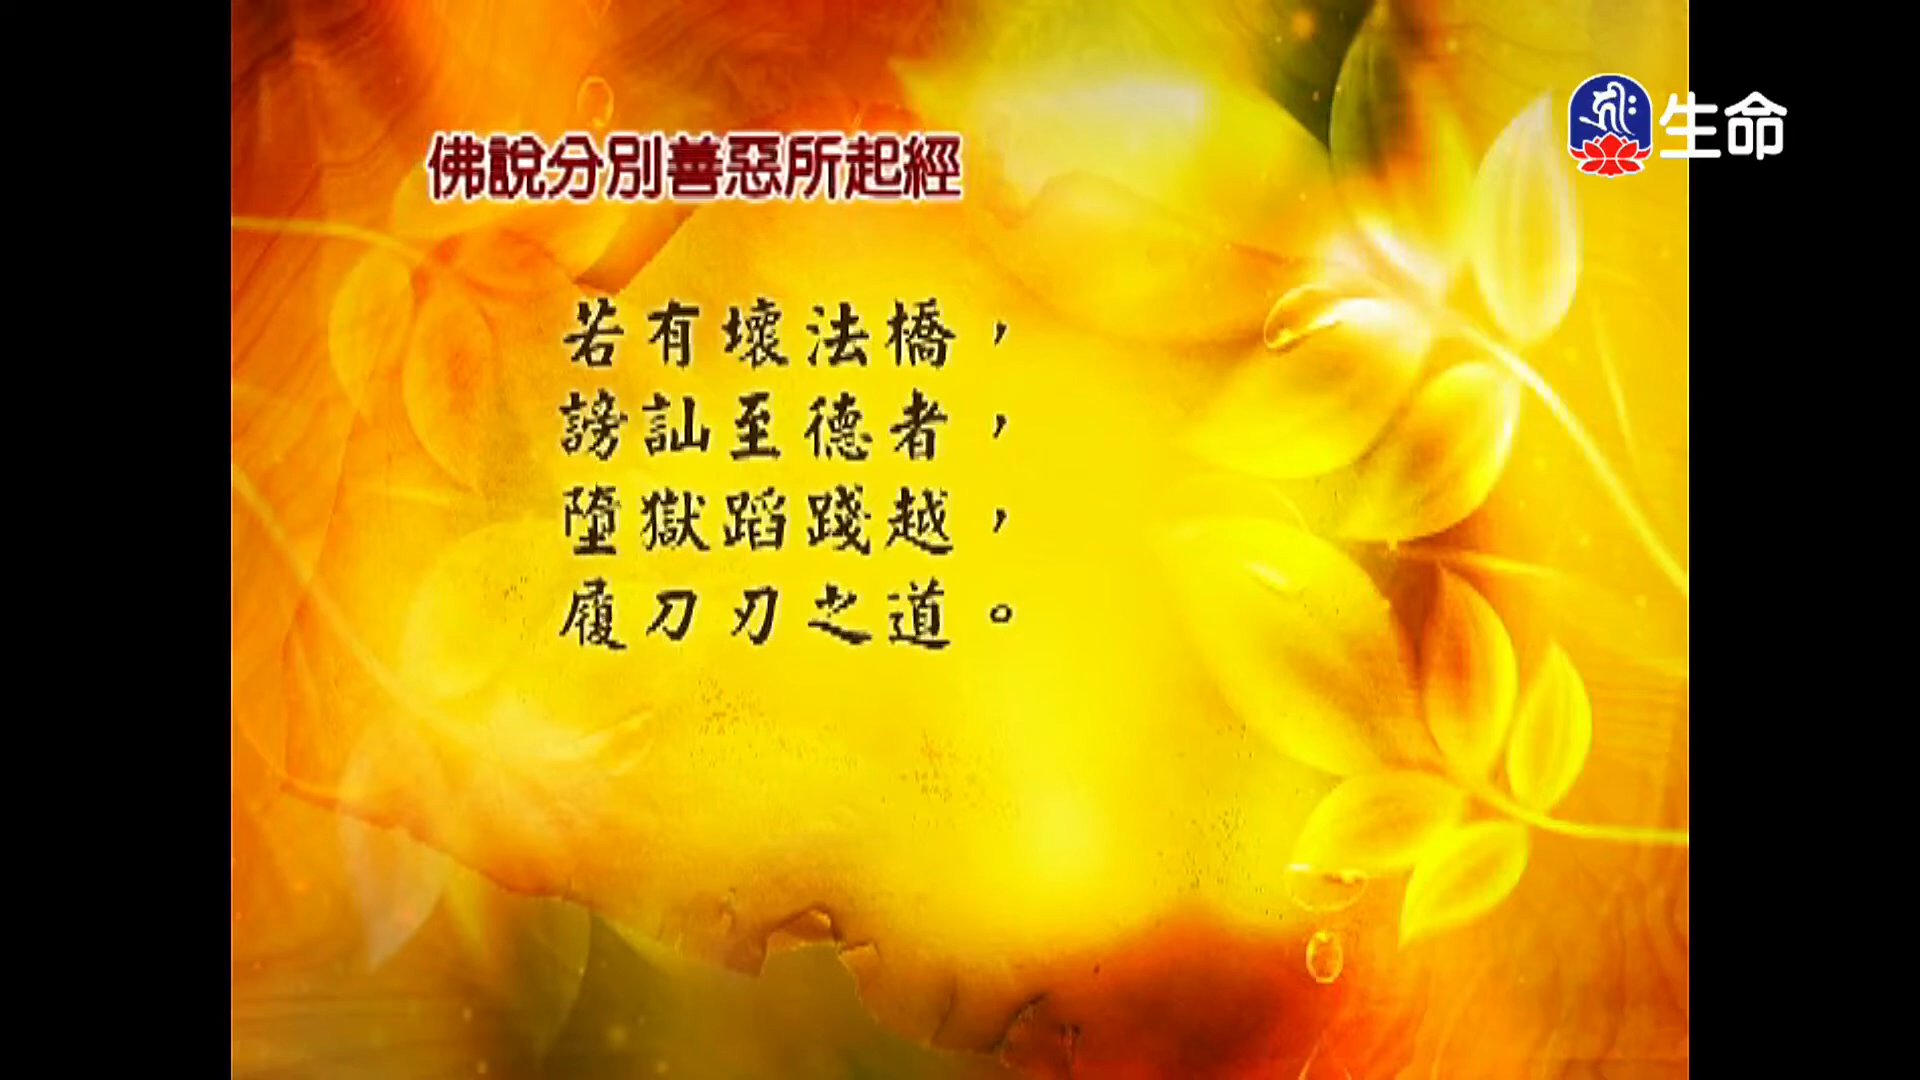 佛說分別善惡所起經
生命
若有壞法橋，
謗訕至德者，
墮獄蹈踐越，
履刀刃之道。